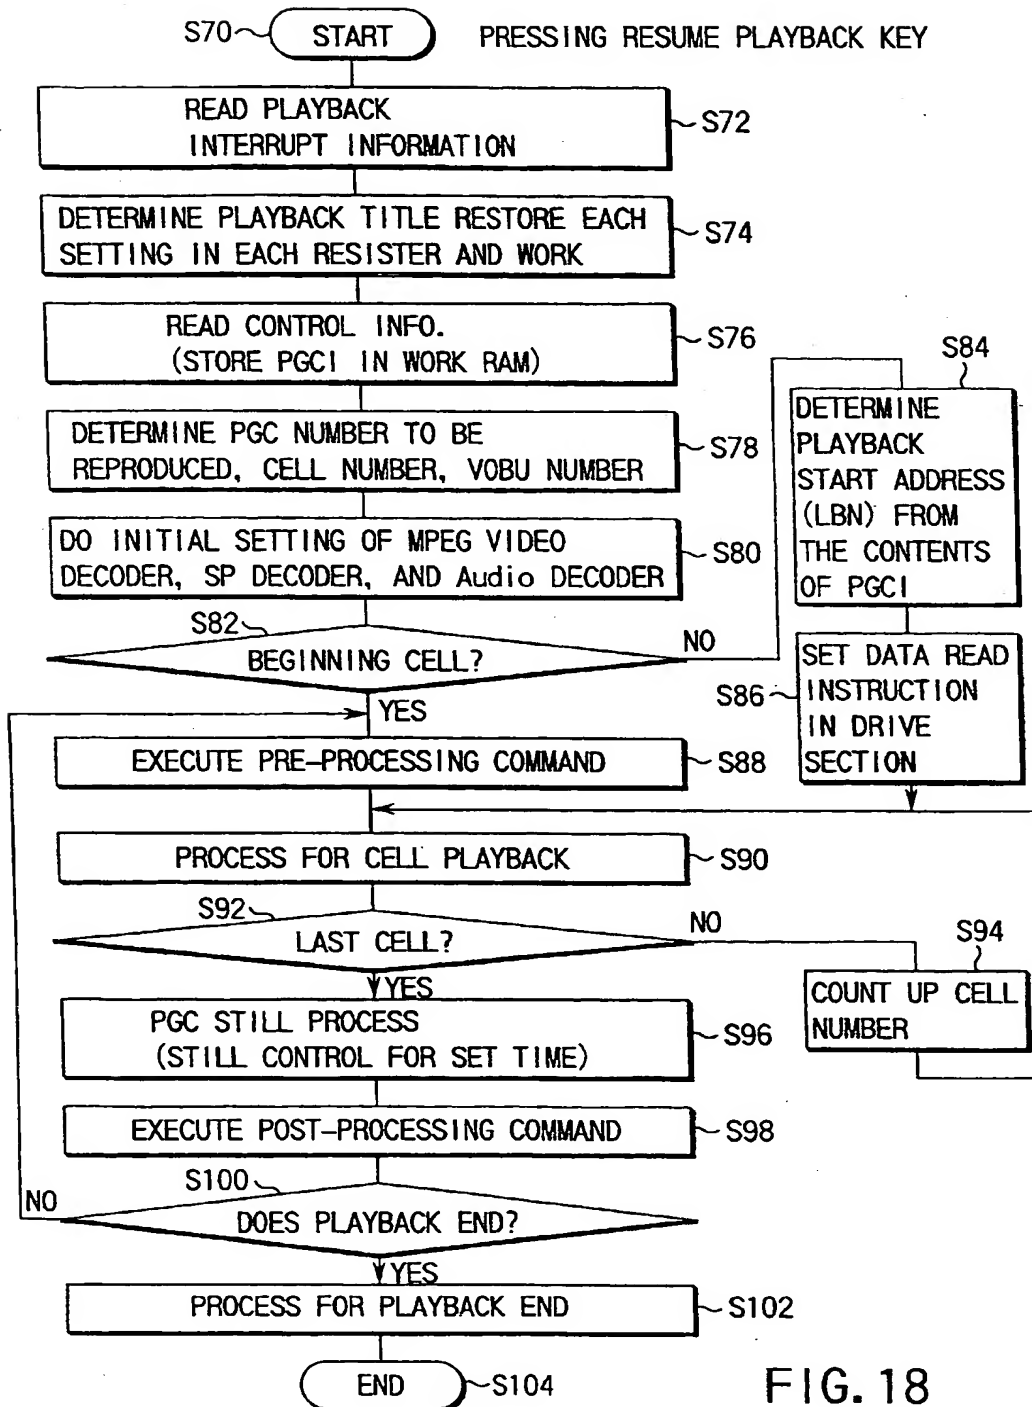 S70 START PRESSING RESUME PLAYBACK KEY
READ PLAYBACK
INTERRUPT INFORMATION
S72
DETERMINE PLAYBACK TITLE RESTORE EACH
SETTING IN EACH RESISTER AND WORK
S74
READ CONTROL INFO.
(STORE PGCI IN WORK RAM)
S76
DETERMINE PGC NUMBER TO BE
REPRODUCED, CELL NUMBER, VOBU NUMBER
S78
DO INITIAL SETTING OF MPEG VIDEO
DECODER, SP DECODER, AND Audio DECODER
S80
S82
BEGINNING CELL?
NO
YES
S84
DETERMINE
PLAYBACK
START ADDRESS
(LBN) FROM
THE CONTENTS
OF PGCI
S86
SET DATA READ
INSTRUCTION
IN DRIVE
SECTION
EXECUTE PRE-PROCESSING COMMAND
S88
PROCESS FOR CELL PLAYBACK
S90
S92
LAST CELL?
NO
YES
S94
COUNT UP CELL
NUMBER
PGC STILL PROCESS
(STILL CONTROL FOR SET TIME)
S96
EXECUTE POST-PROCESSING COMMAND
S98
S100
NO
DOES PLAYBACK END?
YES
PROCESS FOR PLAYBACK END
S102
END
S104
FIG. 18